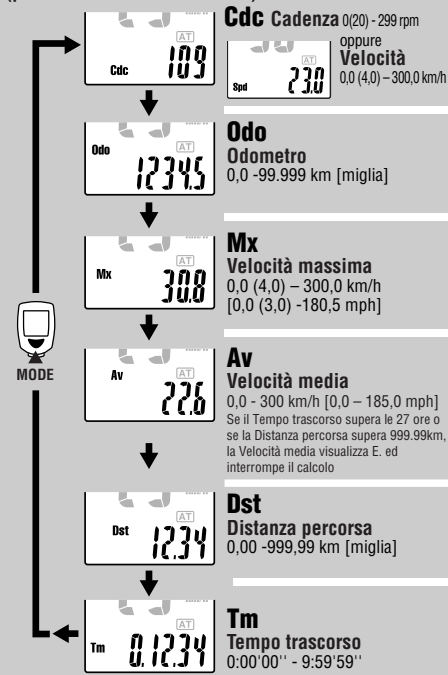 Cdc Cadenza 0(20) - 299 rpm
AT
Cdc 109
oppure
Velocità
0,0 (4,0) – 300,0 km/h
AT
Spd 23.0
Odo
Odometro
0,0 -99.999 km [miglia]
Odo
AT
12345
Mx
Velocità massima
0,0 (4,0) – 300,0 km/h
[0,0 (3,0) -180,5 mph]
AT
Mx 30.8
MODE
Av
Velocità media
0,0 - 300 km/h [0,0 – 185,0 mph]
Se il Tempo trascorso supera le 27 ore o
se la Distanza percorsa supera 999.99km,
la Velocità media visualizza E. ed
interrompe il calcolo
Av AT
22.6
Dst
Distanza percorsa
0,00 -999,99 km [miglia]
AT
Dst 12.34
Tm
Tempo trascorso
0:00'00'' - 9:59'59''
AT
Tm 0.12.34